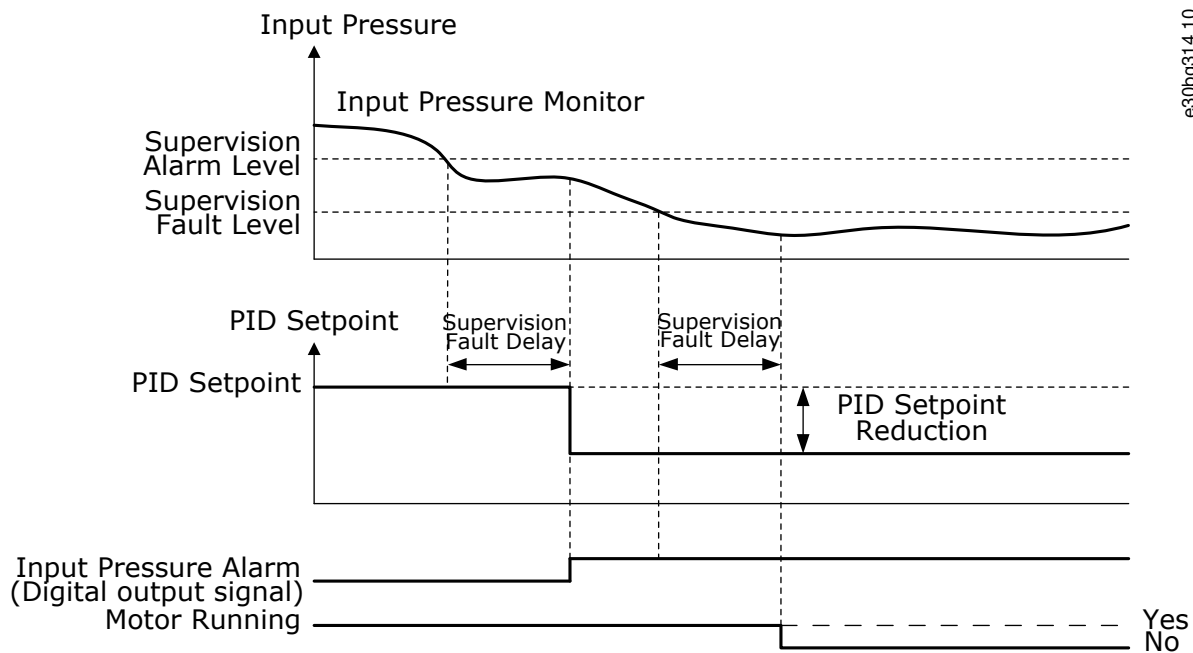 Input Pressure
e30bg314.10
Input Pressure Monitor
Supervision
Alarm Level
Supervision
Fault Level
PID Setpoint
Supervision
Fault Delay
Supervision
Fault Delay
PID Setpoint
PID Setpoint
Reduction
Input Pressure Alarm
(Digital output signal)
Motor Running
Yes
No